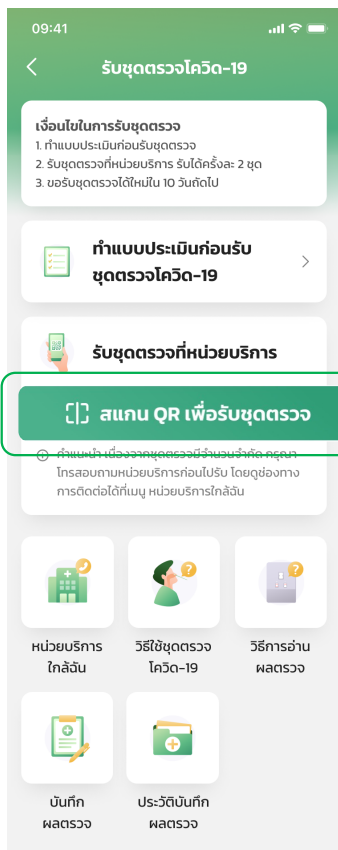 09:41
รับชุดตรวจโควิด-19
เงื่อนไขในการรับชุดตรวจ
1. ทำแบบประเมินก่อนรับชุดตรวจ
2. รับชุดตรวจที่หน่วยบริการ รับได้ครั้งละ 2 ชุด
3. ขอรับชุดตรวจได้ใหม่ใน 10 วันถัดไป
ทำแบบประเมินก่อนรับ
ชุดตรวจโควิด-19
รับชุดตรวจที่หน่วยบริการ
สแกน QR เพื่อรับชุดตรวจ
คำแนะนำ เนื่องจากชุดตรวจมีจำนวนจำกัด กรุณา
โทรสอบถามหน่วยบริการก่อนไปรับ โดยดูช่องทาง
การติดต่อได้ที่เมนู หน่วยบริการใกล้ฉัน
หน่วยบริการ
ใกล้ฉัน
วิธีใช้ชุดตรวจ
โควิด-19
วิธีการอ่าน
ผลตรวจ
บันทึก
ผลตรวจ
ประวัติบันทึก
ผลตรวจ